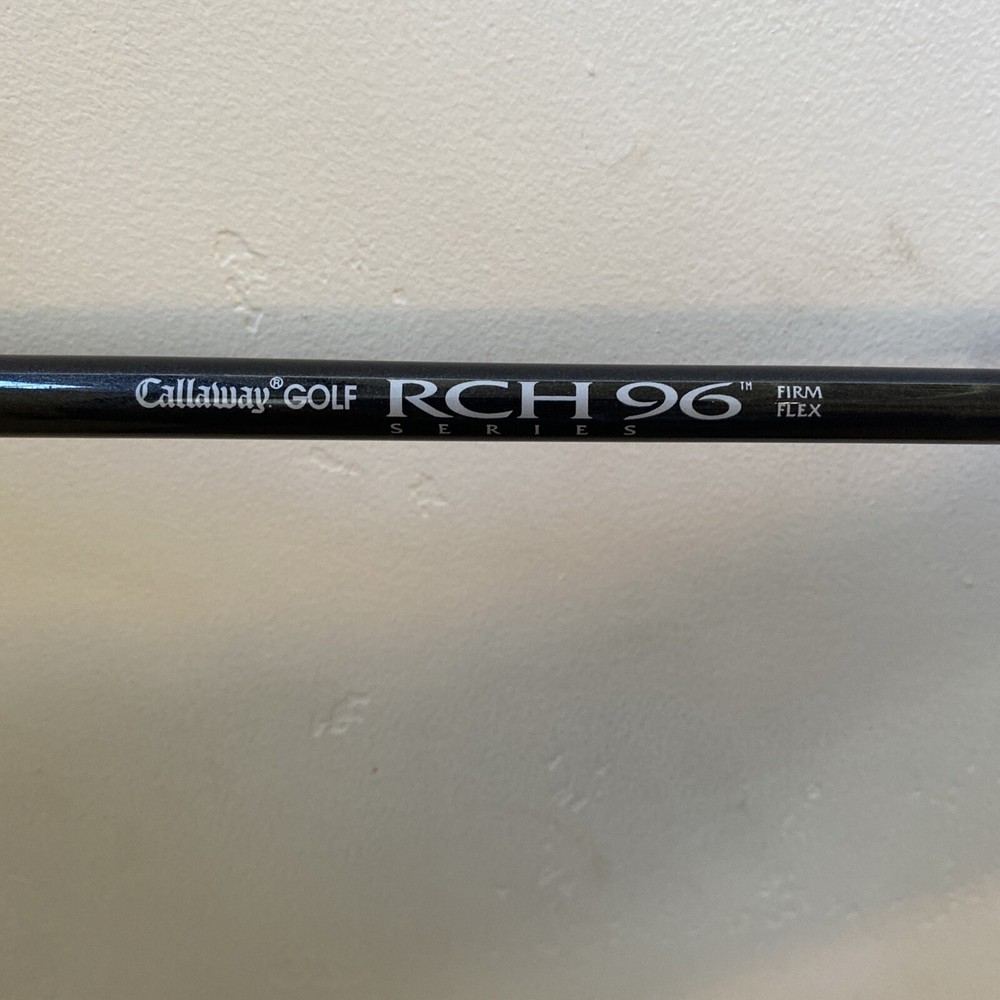 Callaway® GOLF RCH 96™ FIRM
FLEX
SERIES